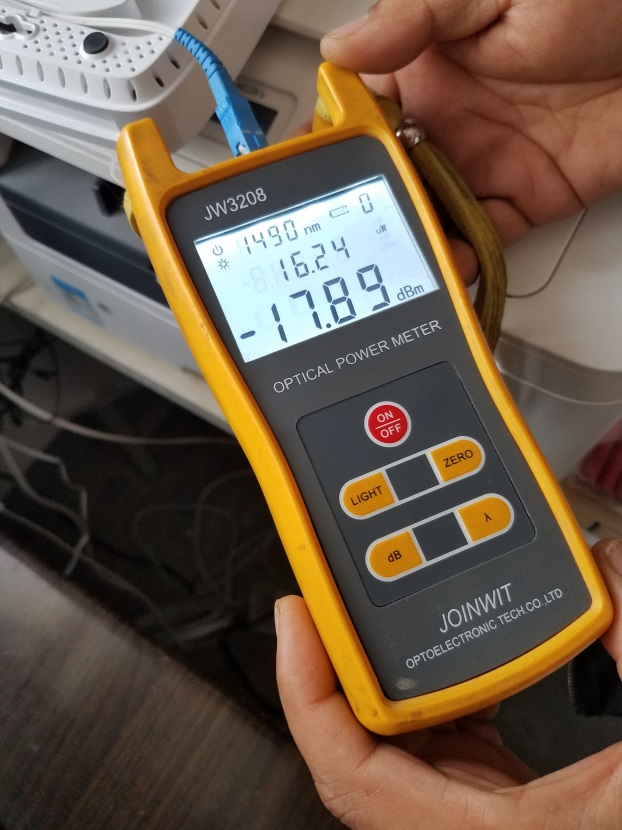 JW3208
1490 nm 0
16.24 uW
-17.89 dBm
OPTICAL POWER METER
ON
OFF
LIGHT
ZERO
dB
λ
JOINWIT
OPTOELECTRONIC TECH.CO.,LTD